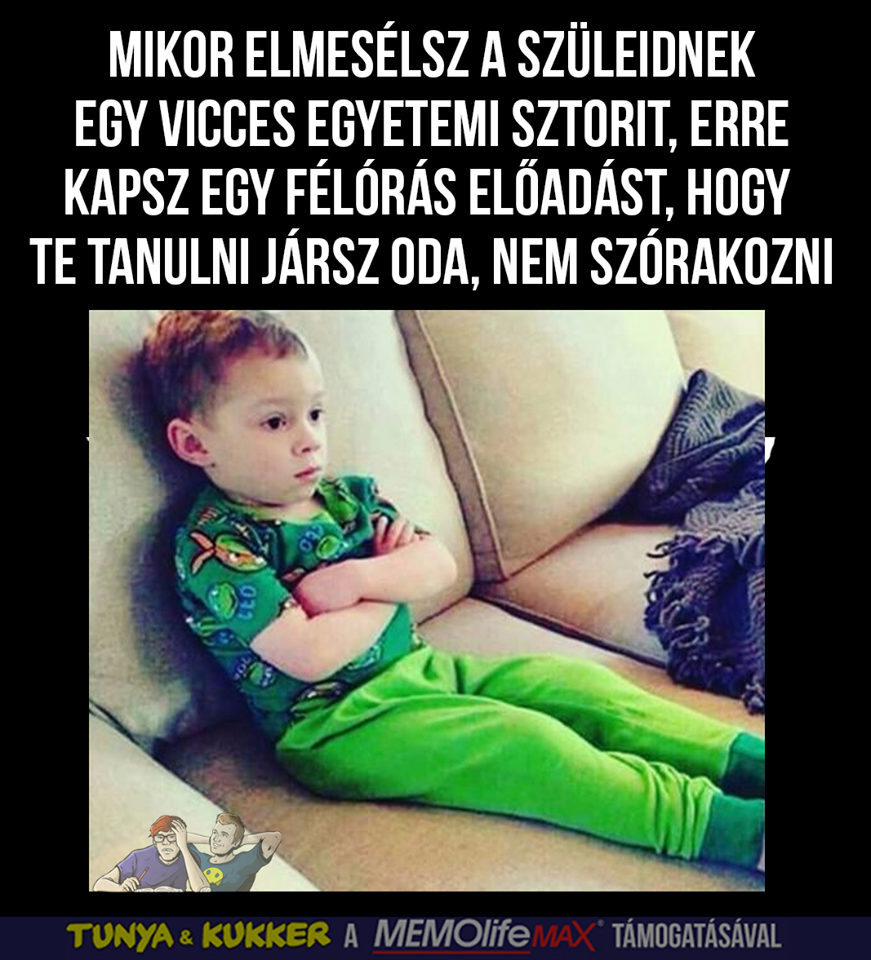 MIKOR ELMESÉLSZ A SZÜLEIDNEK
EGY VICCES EGYETEMI SZTORIT, ERRE
KAPSZ EGY FÉLÓRÁS ELŐADÁST, HOGY
TE TANULNI JÁRSZ ODA, NEM SZÓRAKOZNI
LEO
TUNYA & KUKKER A MEMOlifeMAX® TÁMOGATÁSÁVAL